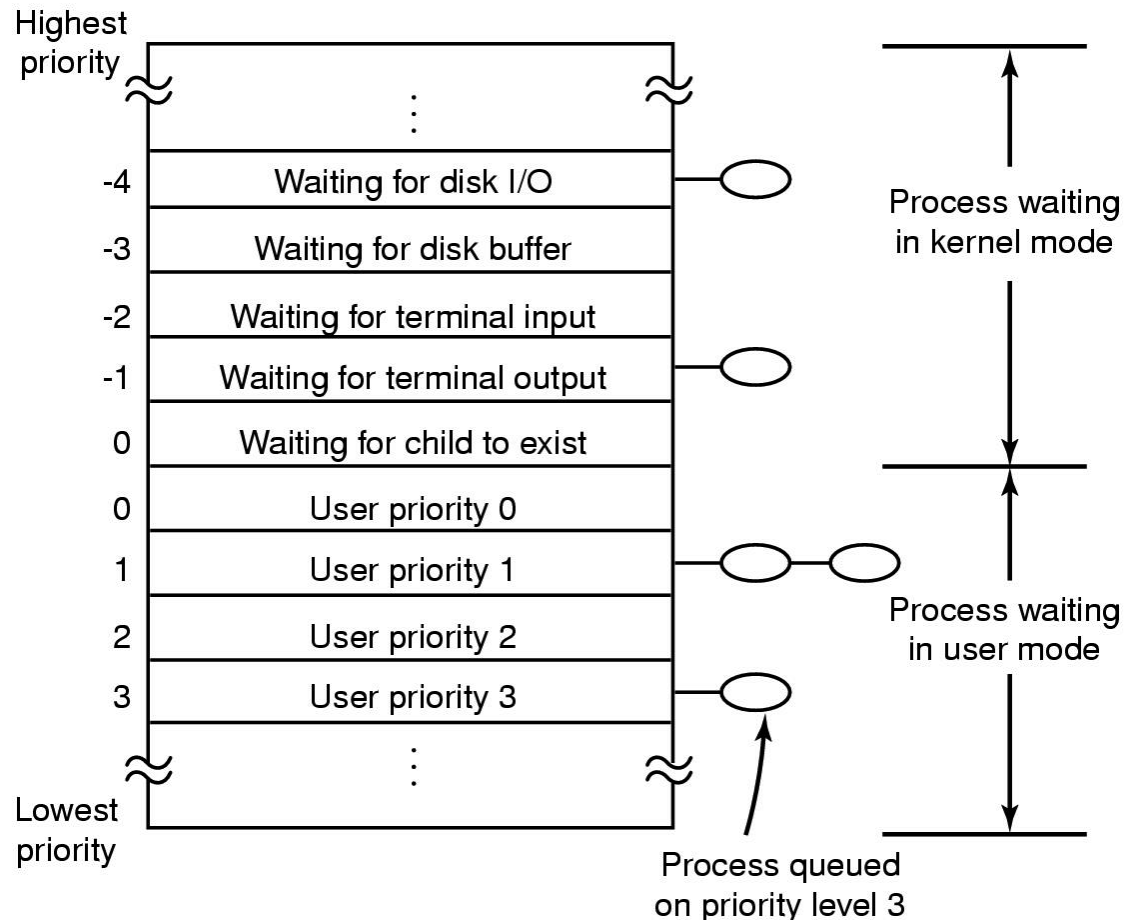 Highest
priority
-4 Waiting for disk I/O
-3 Waiting for disk buffer
-2 Waiting for terminal input
-1 Waiting for terminal output
0 Waiting for child to exist
0 User priority 0
1 User priority 1
2 User priority 2
3 User priority 3
Lowest
priority
Process waiting
in kernel mode
Process waiting
in user mode
Process queued
on priority level 3